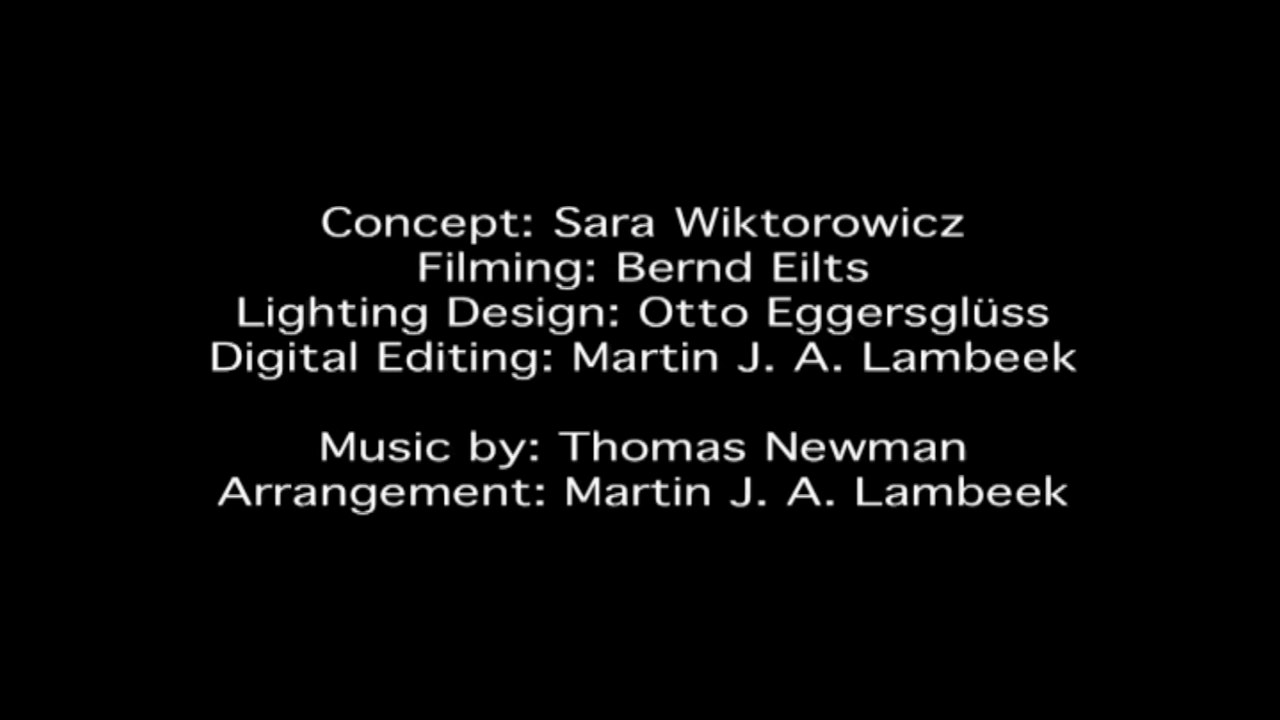 Concept: Sara Wiktorowicz
Filming: Bernd Eilts
Lighting Design: Otto Eggersglüss
Digital Editing: Martin J. A. Lambeek
Music by: Thomas Newman
Arrangement: Martin J. A. Lambeek